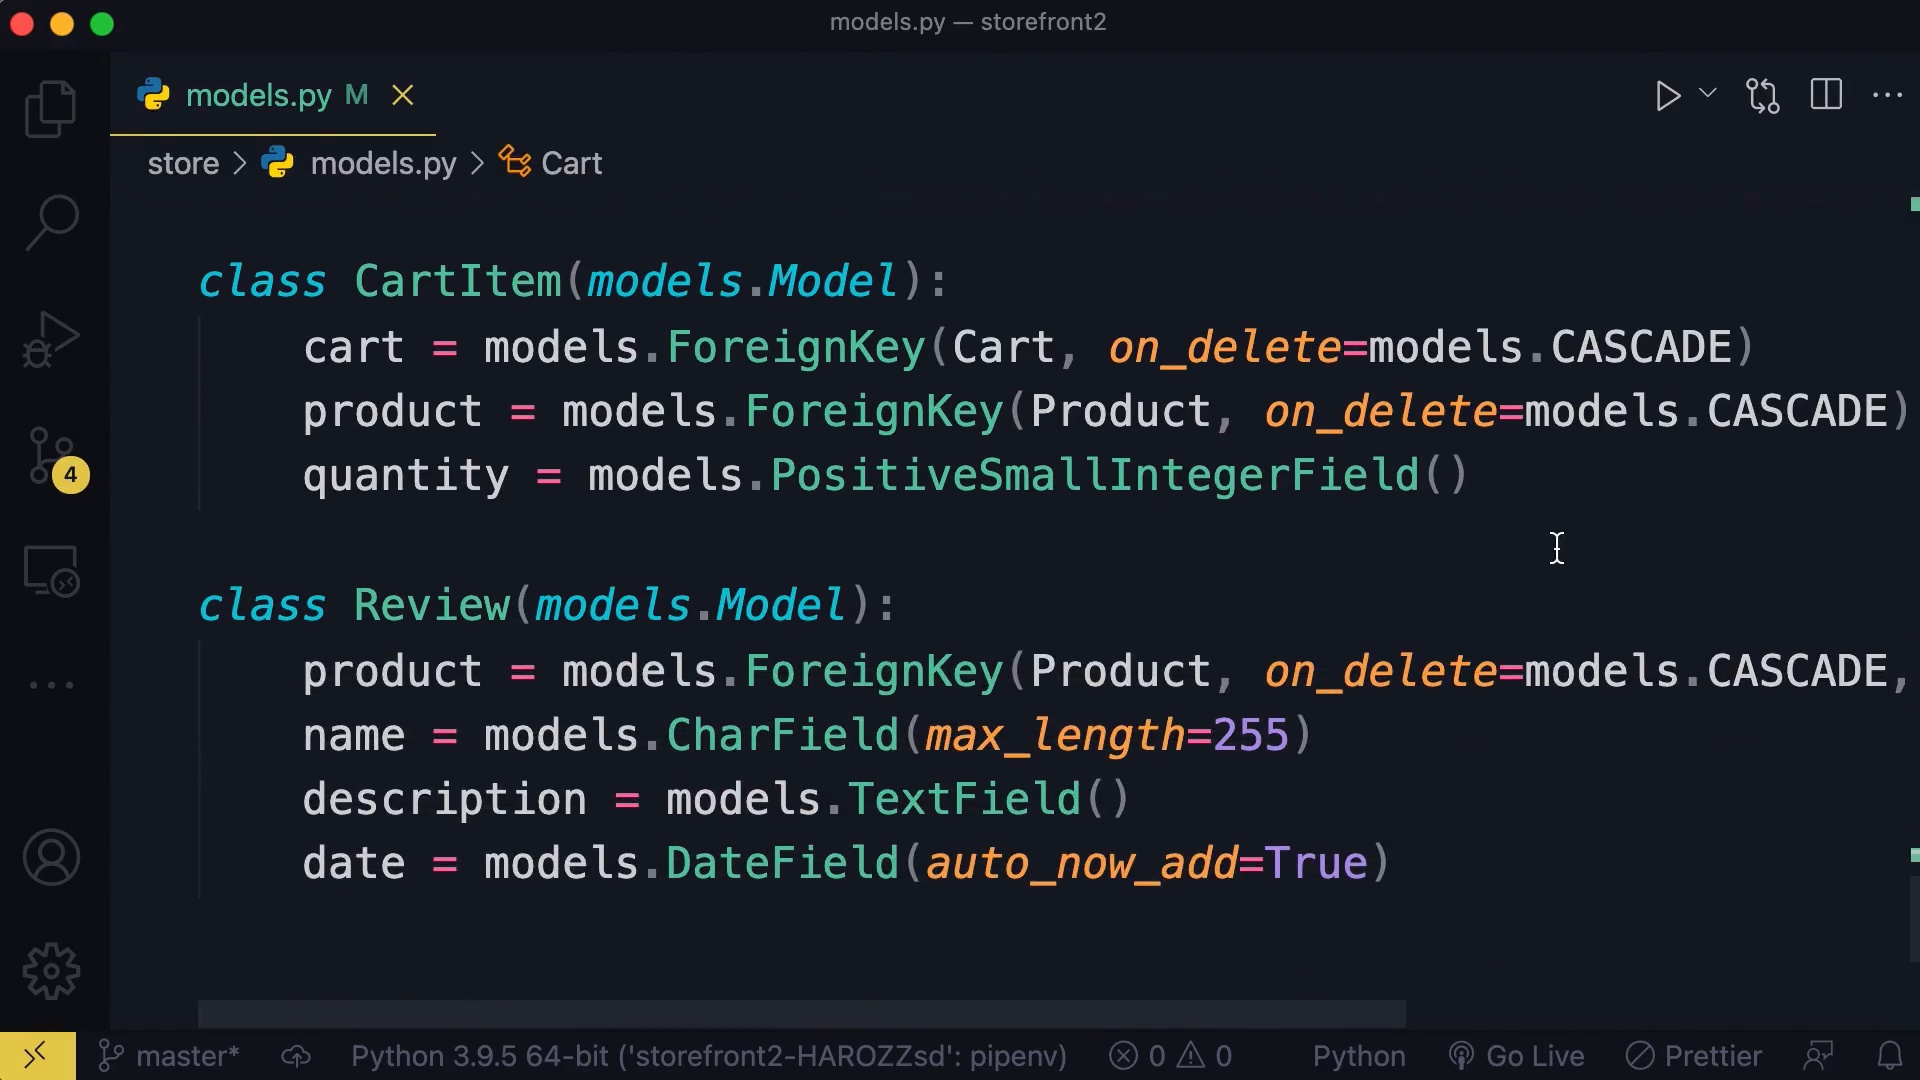 models.py — storefront2
models.py M
store > models.py > Cart
class CartItem(models.Model):
cart = models.ForeignKey(Cart, on_delete=models.CASCADE)
product = models.ForeignKey(Product, on_delete=models.CASCADE)
quantity = models.PositiveSmallIntegerField()
class Review(models.Model):
product = models.ForeignKey(Product, on_delete=models.CASCADE,
name = models.CharField(max_length=255)
description = models.TextField()
date = models.DateField(auto_now_add=True)
4
master* Python 3.9.5 64-bit ('storefront2-HAROZZsd': pipenv) 0 0 Python Go Live Prettier